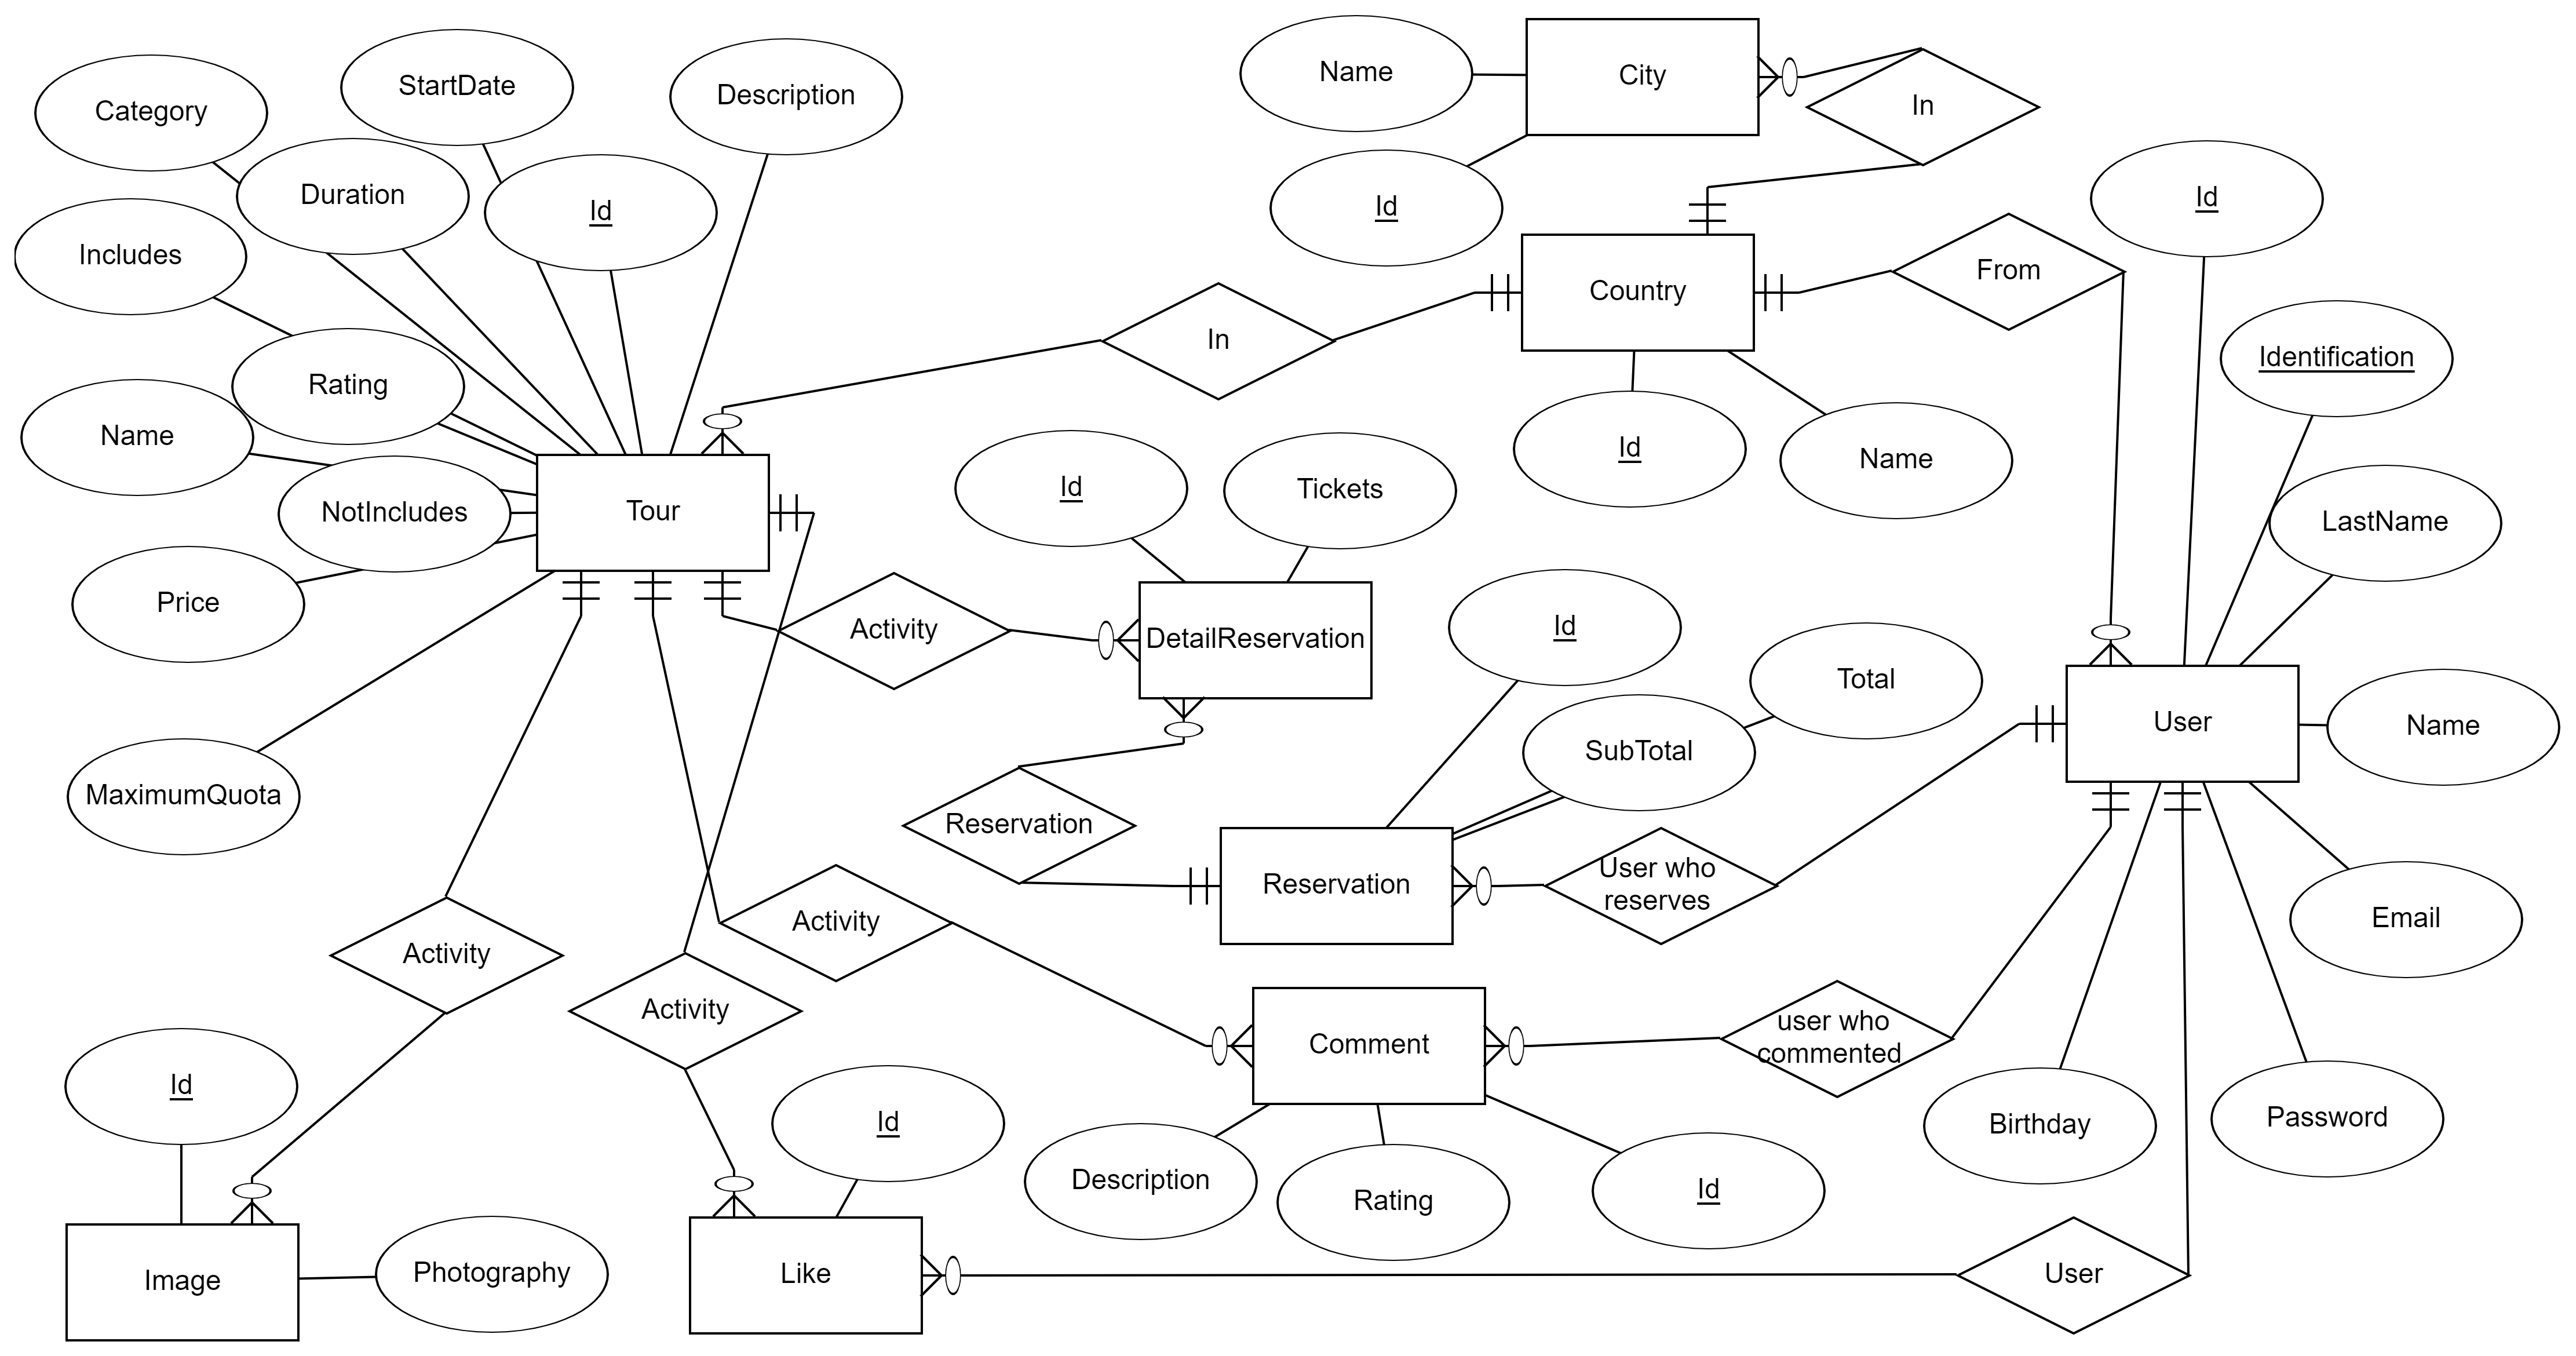 City
Name
In
StartDate
Description
Category
Duration
Id
Id
Id
Includes
From
Country
In
Identification
Rating
Name
Id
Name
Id
Tickets
NotIncludes
Tour
LastName
Price
Activity
DetailReservation
Id
Total
User
Name
SubTotal
MaximumQuota
Reservation
User who
reserves
Reservation
Activity
Email
Activity
Activity
user who
commented
Comment
Id
Id
Birthday
Password
Description
Rating
Id
Image
Photography
Like
User